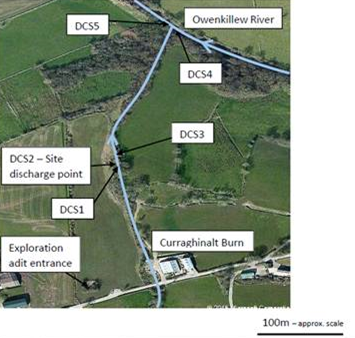 Owenkillew River
DCS5
DCS4
DCS3
DCS2 – Site
discharge point
DCS1
Curraghinalt Burn
Exploration
adit entrance
100m – approx. scale